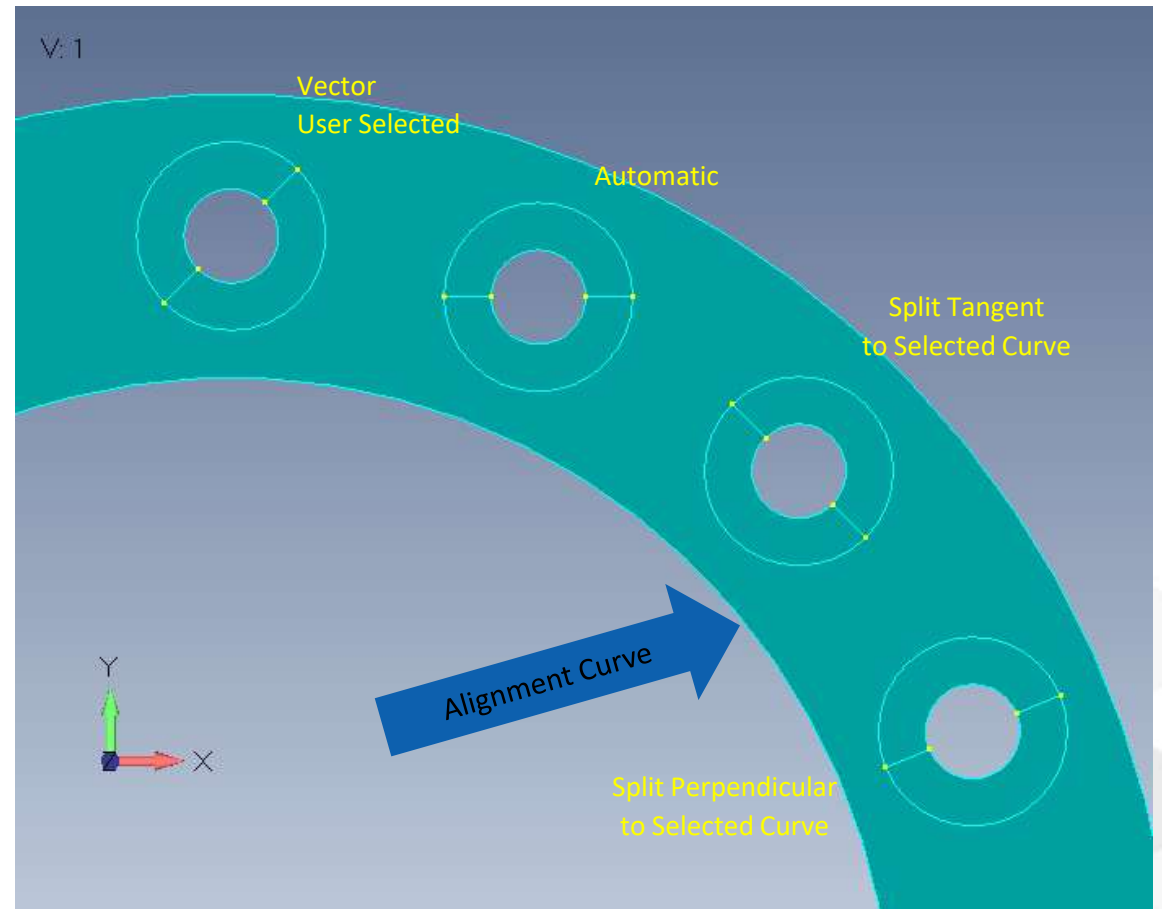 V: 1
Vector
User Selected
Automatic
Split Tangent
to Selected Curve
Alignment Curve
Y
Z
X
Split Perpendicular
to Selected Curve